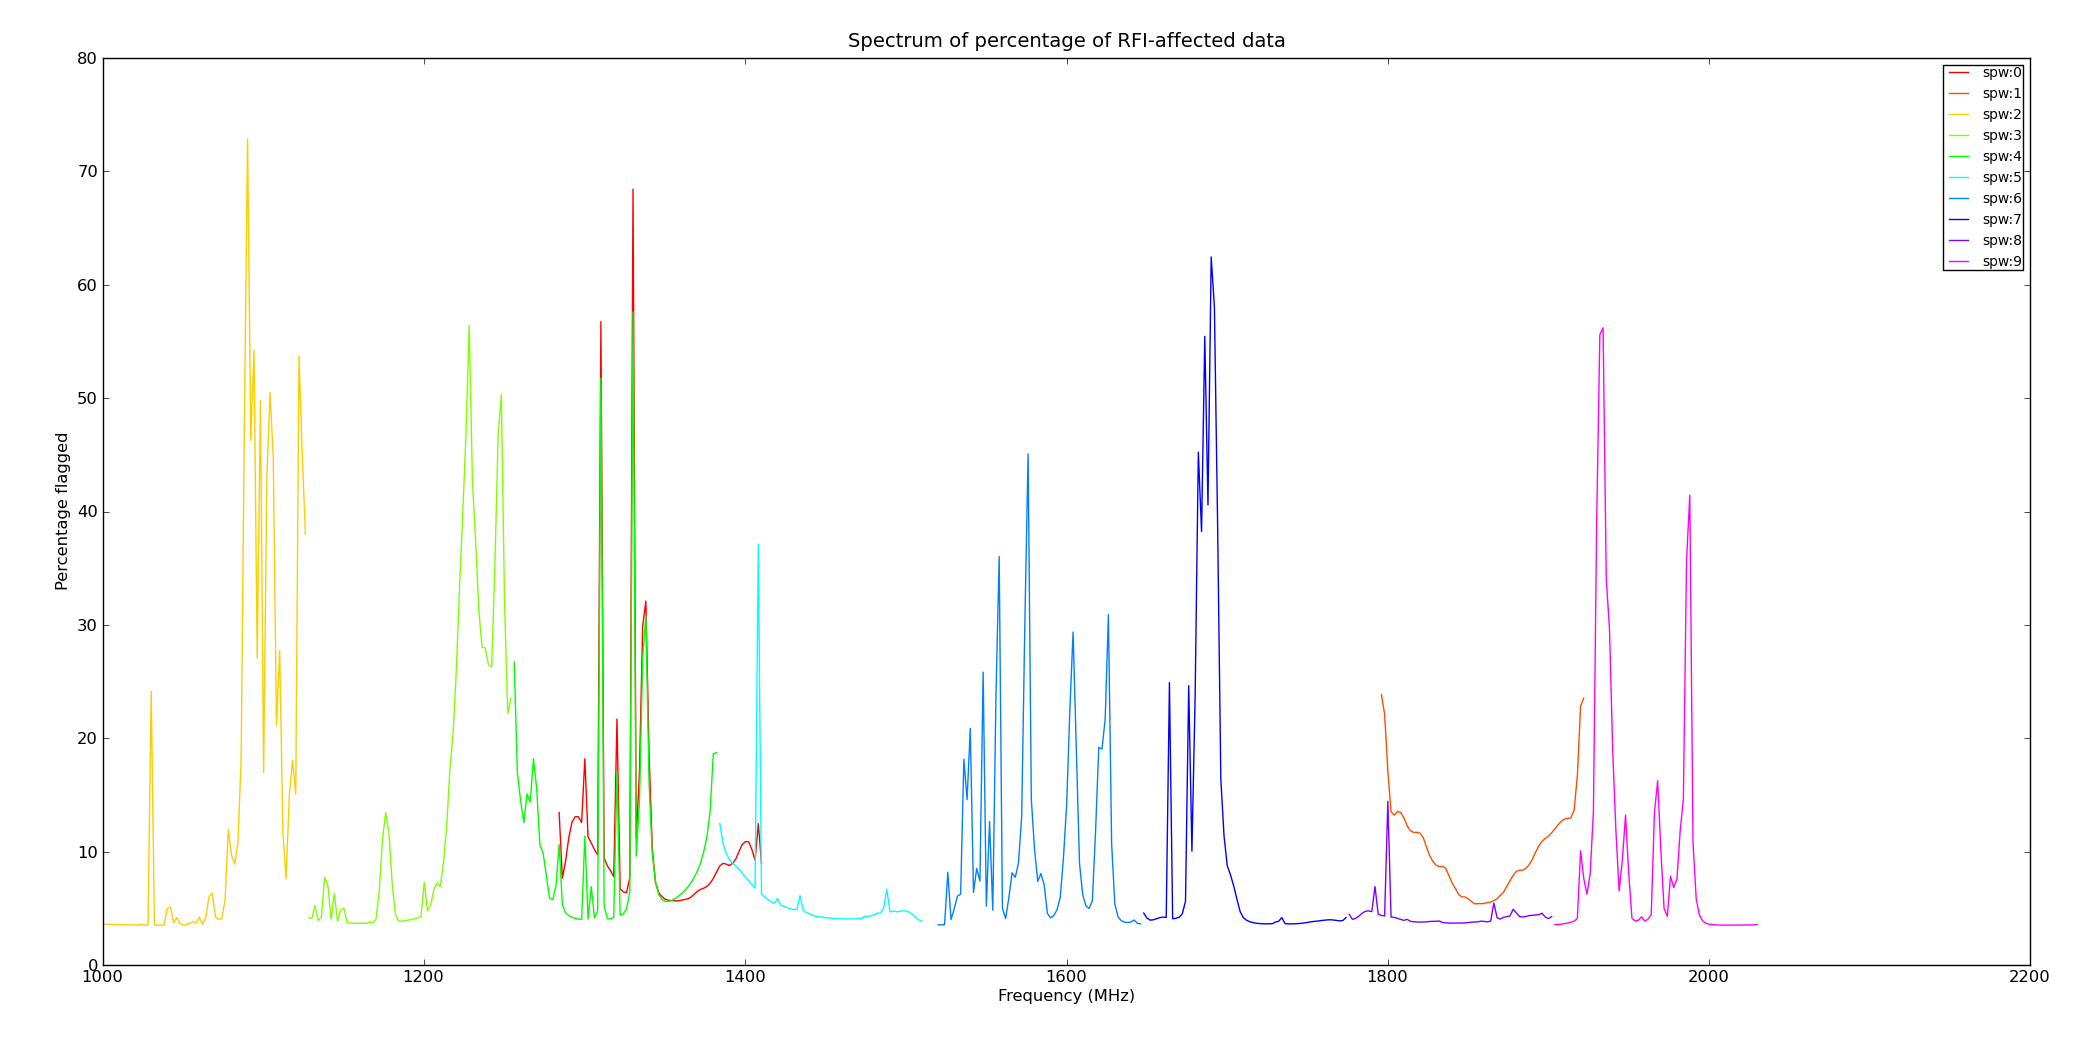 Spectrum of percentage of RFI-affected data
80
70
60
50
40
30
20
10
0
Percentage flagged
spw:0
spw:1
spw:2
spw:3
spw:4
spw:5
spw:6
spw:7
spw:8
spw:9
1000 1200 1400 1600 1800 2000 2200
Frequency (MHz)